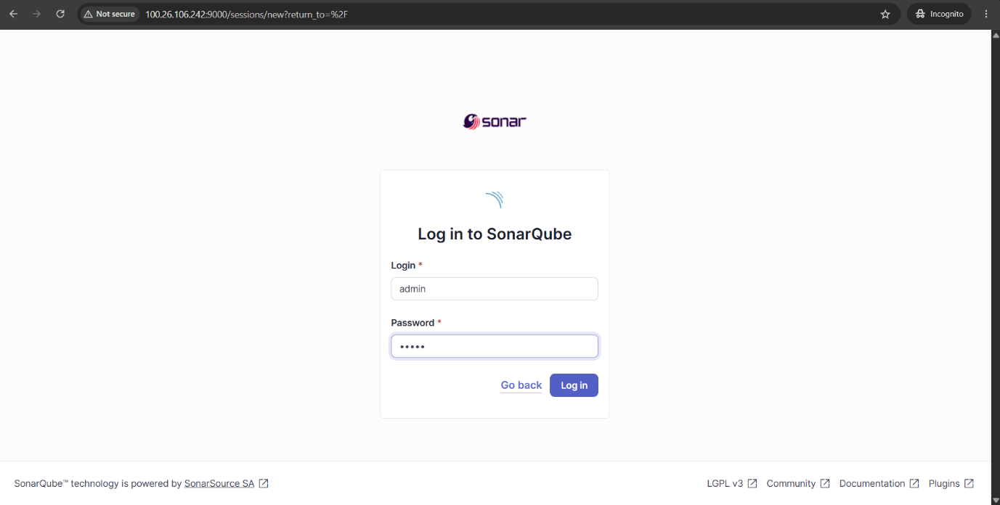 Not secure 100.26.106.242:9000/sessions/new?return_to=%2F Incognito
sonar
Log in to SonarQube
Login *
admin
Password *
•••••
Go back Log in
SonarQube™ technology is powered by SonarSource SA LGPL v3 Community Documentation Plugins